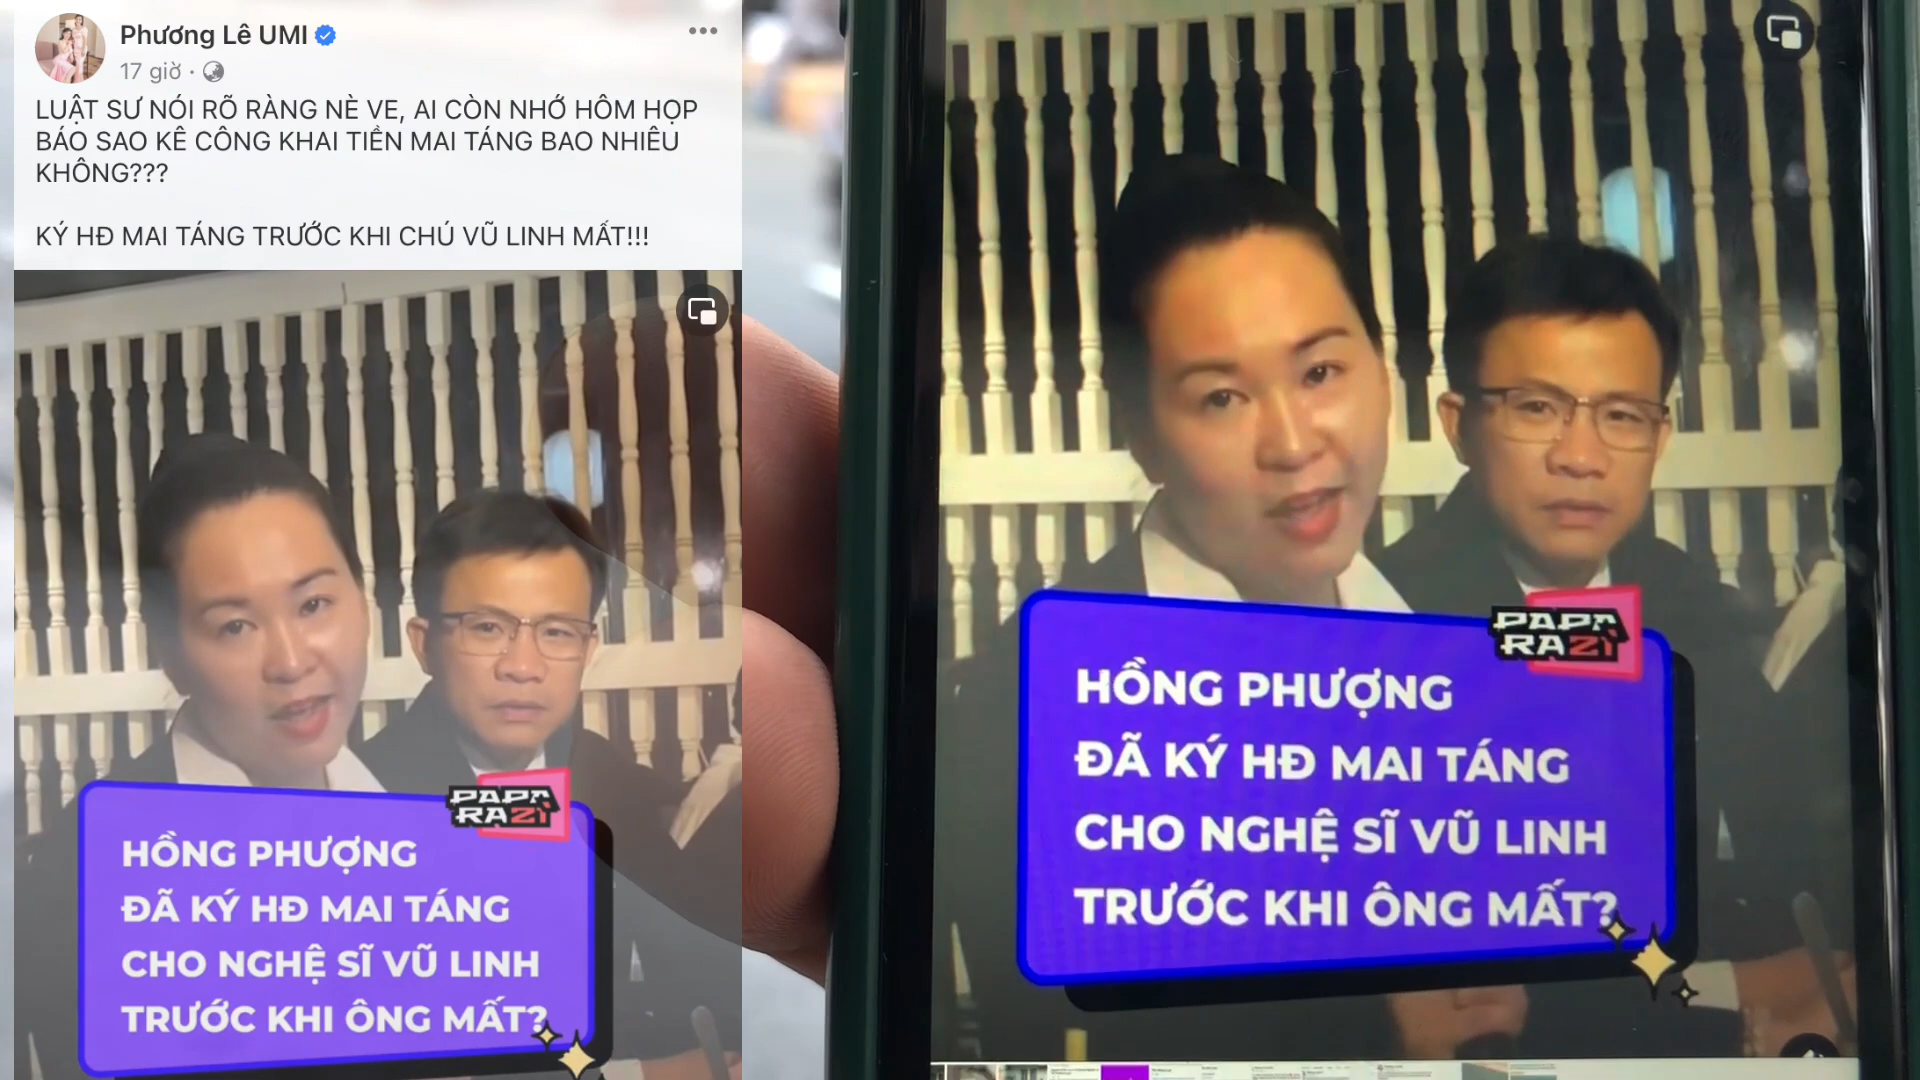 Phương Lê UMI
17 giờ ·
LUẬT SƯ NÓI RÕ RÀNG NÈ VE, AI CÒN NHỚ HÔM HỌP
BÁO SAO KÊ CÔNG KHAI TIỀN MAI TÁNG BAO NHIÊU
KHÔNG???
KÝ HĐ MAI TÁNG TRƯỚC KHI CHÚ VŨ LINH MẤT!!!
PAPA
RAZI
HỒNG PHƯỢNG
ĐÃ KÝ HĐ MAI TÁNG
CHO NGHỆ SĨ VŨ LINH
TRƯỚC KHI ÔNG MẤT?
PAPA
RAZI
HỒNG PHƯỢNG
ĐÃ KÝ HĐ MAI TÁNG
CHO NGHỆ SĨ VŨ LINH
TRƯỚC KHI ÔNG MẤT?